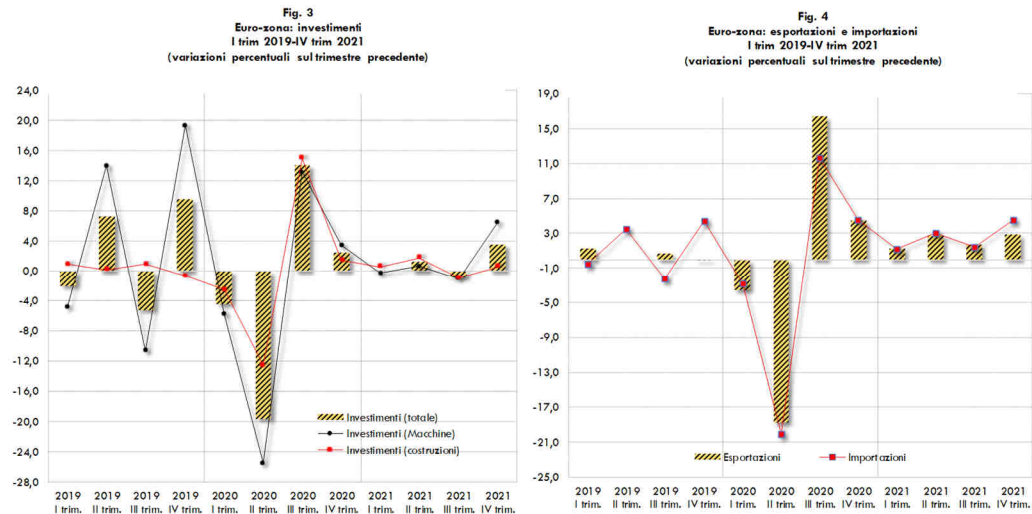 Fig. 3
Euro-zona: investimenti
I trim 2019-IV trim 2021
(variazioni percentuali sul trimestre precedente)
24,0
20,0
16,0
12,0
8,0
4,0
0,0
-4,0
-8,0
-12,0
-16,0
-20,0
-24,0
-28,0
Investimenti (totale)
Investimenti (Macchine)
Investimenti (costruzioni)
2019 2019 2019 2019 2020 2020 2020 2020 2021 2021 2021 2021
I trim. II trim. III trim. IV trim. I trim. II trim. III trim. IV trim. I trim. II trim. III trim. IV trim.
Fig. 4
Euro-zona: esportazioni e importazioni
I trim 2019-IV trim 2021
(variazioni percentuali sul trimestre precedente)
19,0
15,0
11,0
7,0
3,0
-1,0
-5,0
-9,0
-13,0
-17,0
-21,0
-25,0
Esportazioni
Importazioni
2019 2019 2019 2019 2020 2020 2020 2020 2021 2021 2021 2021
I trim. II trim. III trim. IV trim. I trim. II trim. III trim. IV trim. I trim. II trim. III trim. IV trim.